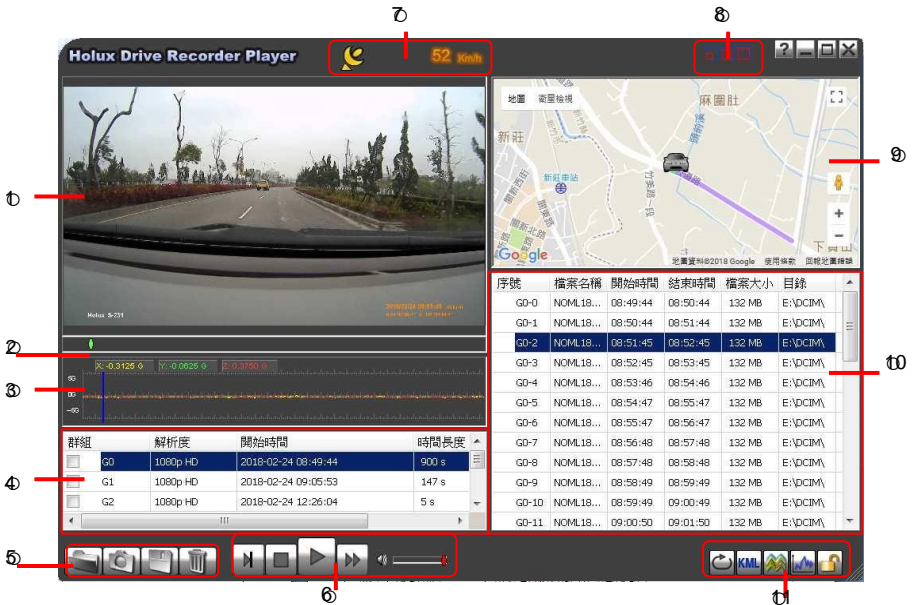 7
8
Holux Drive Recorder Player
52 Km/h
?
地圖 衛星檢視
麻園肚
頭前溪
新莊
新莊車站
竹美路一段
Google
地圖資料©2018 Google 使用條款 回報地圖錯誤
9
1
Holux S-231
2
X: -0.3125 G Y: -0.0625 G Z: 0.3750 G
3
0G
序號 檔案名稱 開始時間 結束時間 檔案大小 目錄
G0-0 NOML18... 08:49:44 08:50:44 132 MB E:\DCIM\
G0-1 NOML18... 08:50:44 08:51:44 132 MB E:\DCIM\
G0-2 NOML18... 08:51:45 08:52:45 132 MB E:\DCIM\
G0-3 NOML18... 08:52:45 08:53:45 132 MB E:\DCIM\
G0-4 NOML18... 08:53:46 08:54:46 132 MB E:\DCIM\
G0-5 NOML18... 08:54:47 08:55:47 132 MB E:\DCIM\
G0-6 NOML18... 08:55:47 08:56:47 132 MB E:\DCIM\
G0-7 NOML18... 08:56:48 08:57:48 132 MB E:\DCIM\
G0-8 NOML18... 08:57:48 08:58:48 132 MB E:\DCIM\
G0-9 NOML18... 08:58:49 08:59:49 132 MB E:\DCIM\
G0-10 NOML18... 08:59:49 09:00:49 132 MB E:\DCIM\
G0-11 NOML18... 09:00:50 09:01:50 132 MB E:\DCIM\
10
群組 解析度 開始時間 時間長度
G0 1080p HD 2018-02-24 08:49:44 900 s
G1 1080p HD 2018-02-24 09:05:53 147 s
G2 1080p HD 2018-02-24 12:26:04 5 s
4
5
6
KML
11